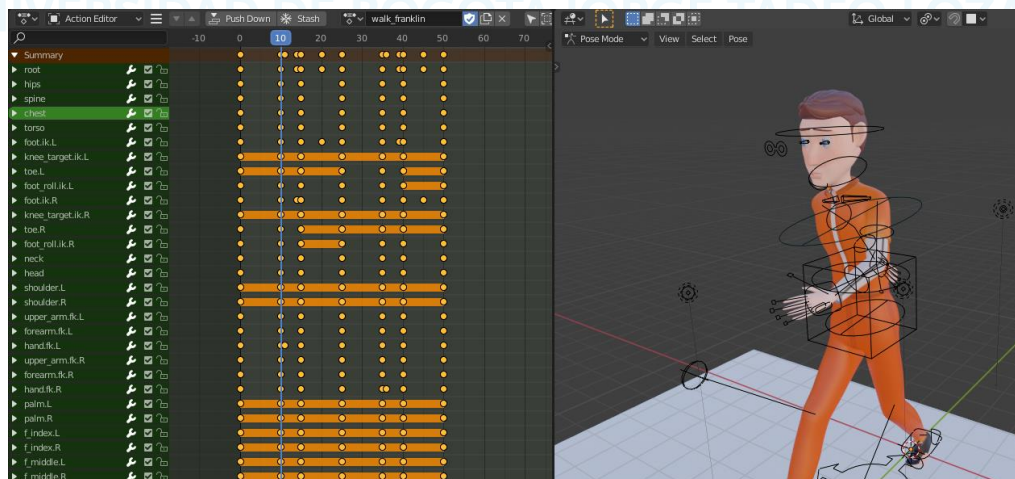 Action Editor Push Down Stash walk_franklin Global
Pose Mode View Select Pose
-10 0 10 20 30 40 50 60 70
Summary
root
hips
spine
chest
torso
foot.ik.L
knee_target.ik.L
toe.L
foot_roll.ik.L
foot.ik.R
knee_target.ik.R
toe.R
foot_roll.ik.R
neck
head
shoulder.L
shoulder.R
upper_arm.fk.L
forearm.fk.L
hand.fk.L
upper_arm.fk.R
forearm.fk.R
hand.fk.R
palm.L
palm.R
f_index.L
f_index.R
f_middle.L
f_middle.R